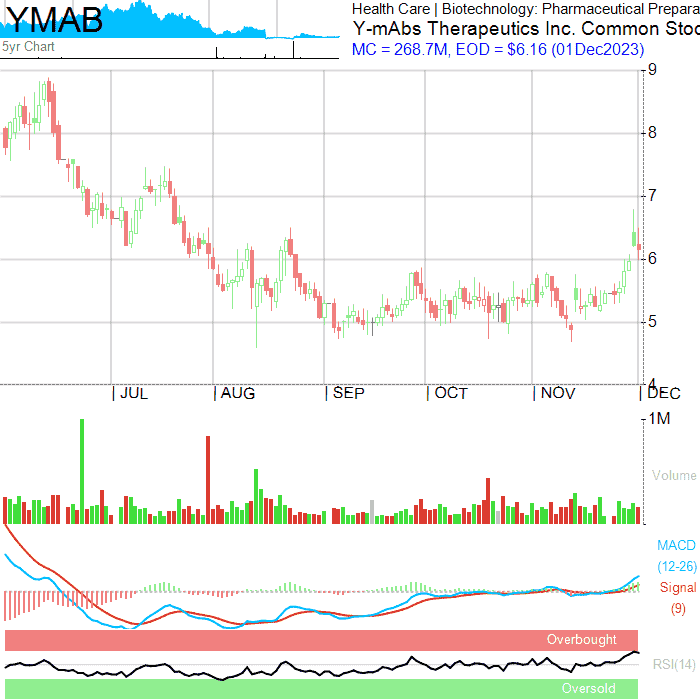 YMAB
Health Care | Biotechnology: Pharmaceutical Prepara
Y-mAbs Therapeutics Inc. Common Stoc
MC = 268.7M, EOD = $6.16 (01Dec2023)
5yr Chart
9
8
7
6
5
4
| JUL | AUG | SEP | OCT | NOV | DEC
1M
Volume
MACD
(12-26)
Signal
(9)
Overbought
RSI(14)
Oversold